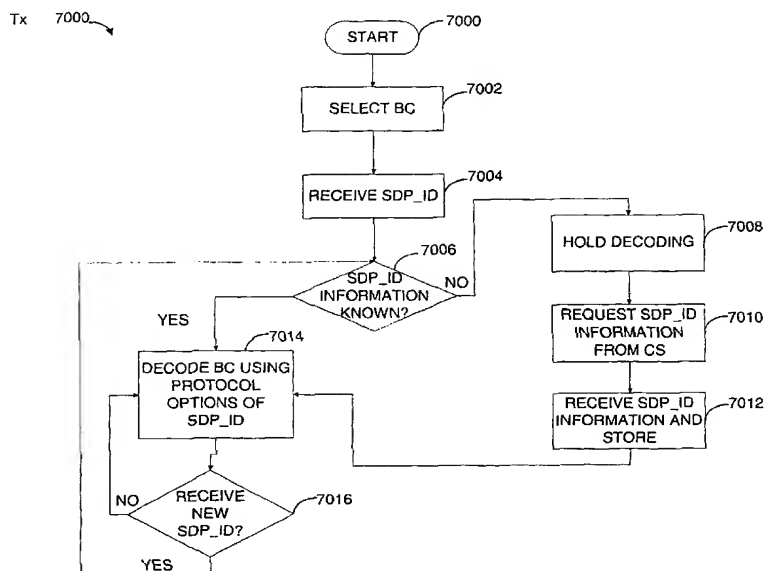 Tx 7000
START
7000
SELECT BC
7002
RECEIVE SDP_ID
7004
SDP_ID
INFORMATION
KNOWN?
7006
NO
YES
HOLD DECODING
7008
REQUEST SDP_ID
INFORMATION
FROM CS
7010
RECEIVE SDP_ID
INFORMATION AND
STORE
7012
DECODE BC USING
PROTOCOL
OPTIONS OF
SDP_ID
7014
RECEIVE
NEW
SDP_ID?
7016
NO
YES